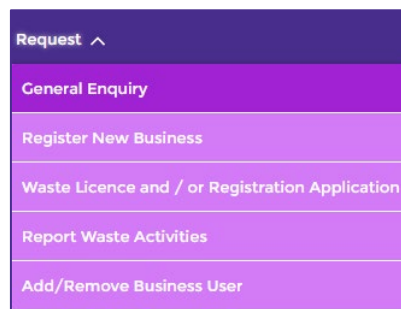 Request
General Enquiry
Register New Business
Waste Licence and / or Registration Application
Report Waste Activities
Add/Remove Business User